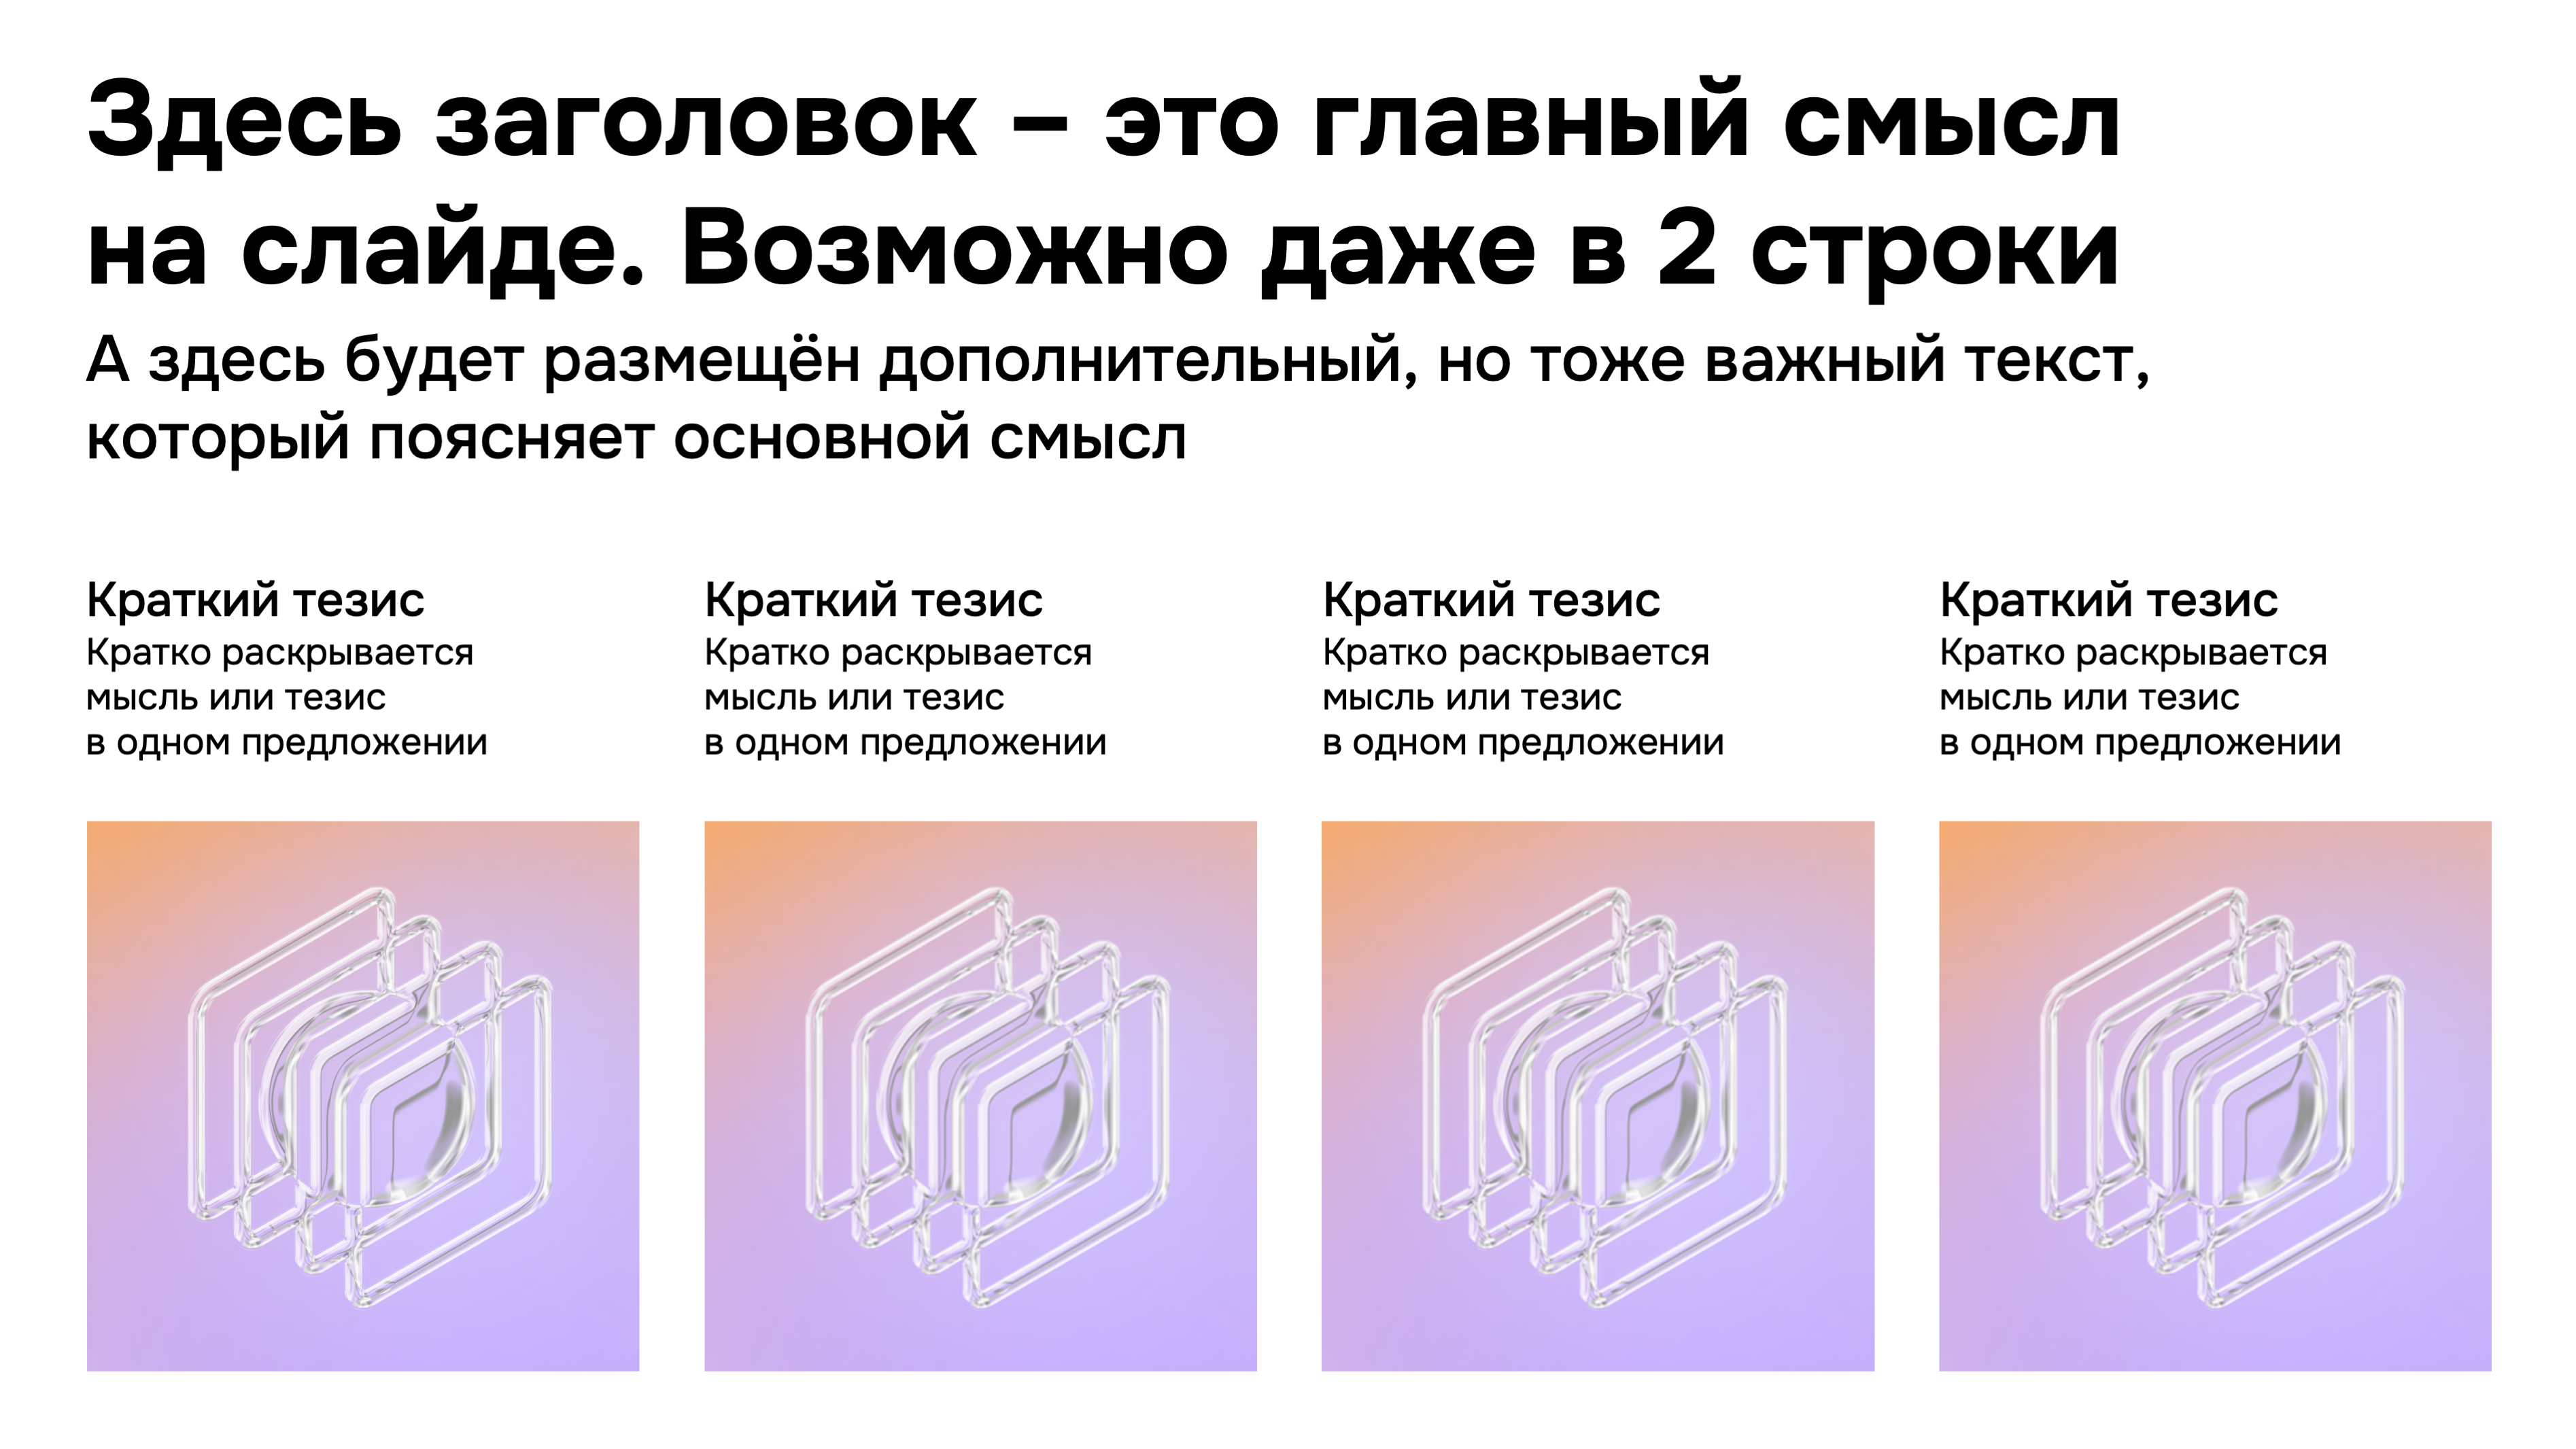 Здесь заголовок – это главный смысл
на слайде. Возможно даже в 2 строки
А здесь будет размещён дополнительный, но тоже важный текст,
который поясняет основной смысл
Краткий тезис
Кратко раскрывается
мысль или тезис
в одном предложении
Краткий тезис
Кратко раскрывается
мысль или тезис
в одном предложении
Краткий тезис
Кратко раскрывается
мысль или тезис
в одном предложении
Краткий тезис
Кратко раскрывается
мысль или тезис
в одном предложении